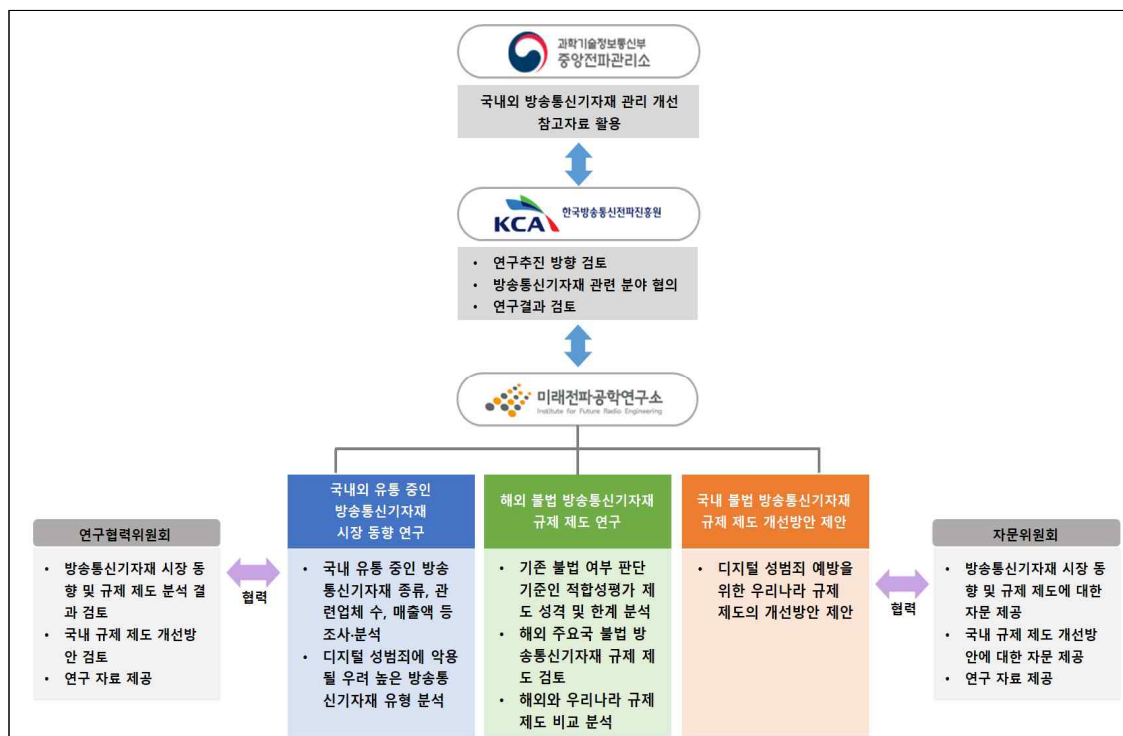 과학기술정보통신부
중앙전파관리소
국내외 방송통신기자재 관리 개선
참고자료 활용
KCA 한국방송통신전파진흥원
• 연구추진 방향 검토
• 방송통신기자재 관련 분야 협의
• 연구결과 검토
미래전파공학연구소
Institute for Future Radio Engineering
연구협력위원회
• 방송통신기자재 시장 동
향 및 규제 제도 분석 결
과 검토
• 국내 규제 제도 개선방
안 검토
• 연구 자료 제공
협력
국내외 유통 중인
방송통신기자재
시장 동향 연구
• 국내 유통 중인 방송
통신기자재 종류, 관
련업체 수, 매출액 등
조사·분석
• 디지털 성범죄에 악용
될 우려 높은 방송통
신기자재 유형 분석
해외 불법 방송통신기자재
규제 제도 연구
• 기존 불법 여부 판단
기준인 적합성평가 제
도 성격 및 한계 분석
• 해외 주요국 불법 방
송통신기자재 규제 제
도 검토
• 해외와 우리나라 규제
제도 비교 분석
국내 불법 방송통신기자재
규제 제도 개선방안 제안
• 디지털 성범죄 예방을
위한 우리나라 규제
제도의 개선방안 제안
협력
자문위원회
• 방송통신기자재 시장 동
향 및 규제 제도에 대한
자문 제공
• 국내 규제 제도 개선방
안에 대한 자문 제공
• 연구 자료 제공